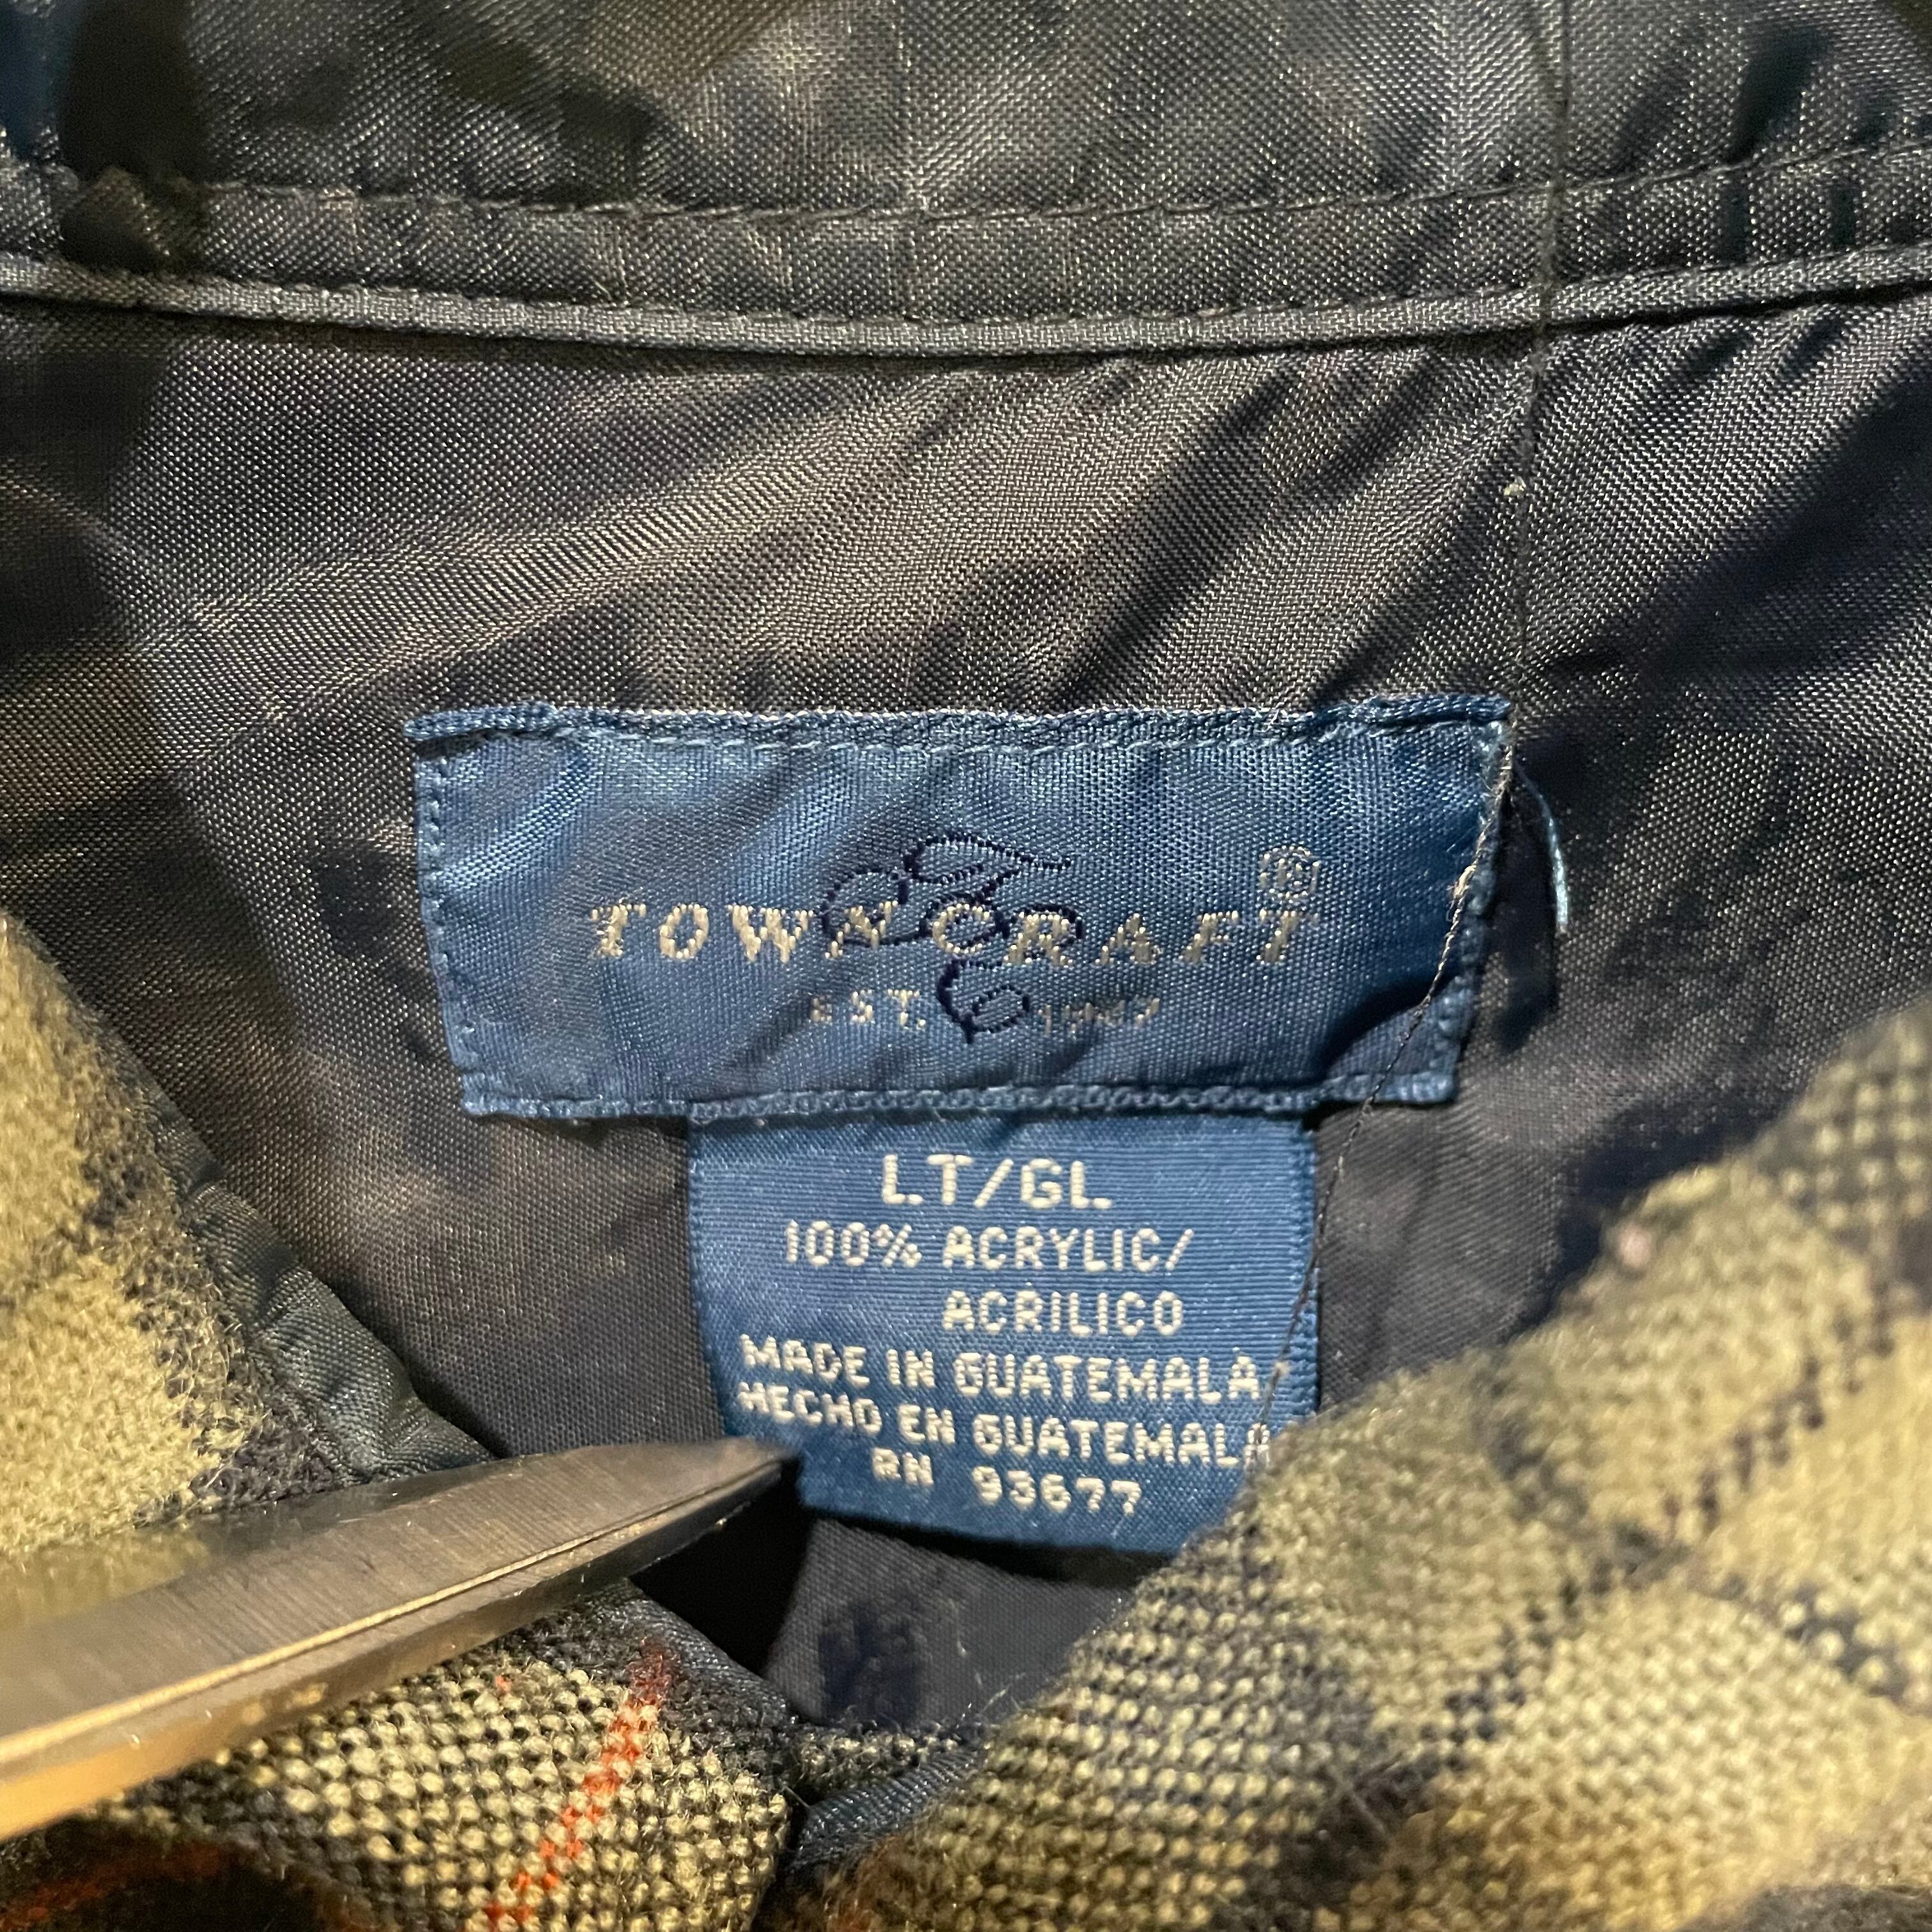 TOWNCRAFT®
EST. 1927
LT/GL
100% ACRYLIC/
ACRILICO
MADE IN GUATEMALA
HECHO EN GUATEMALA
RN 93677